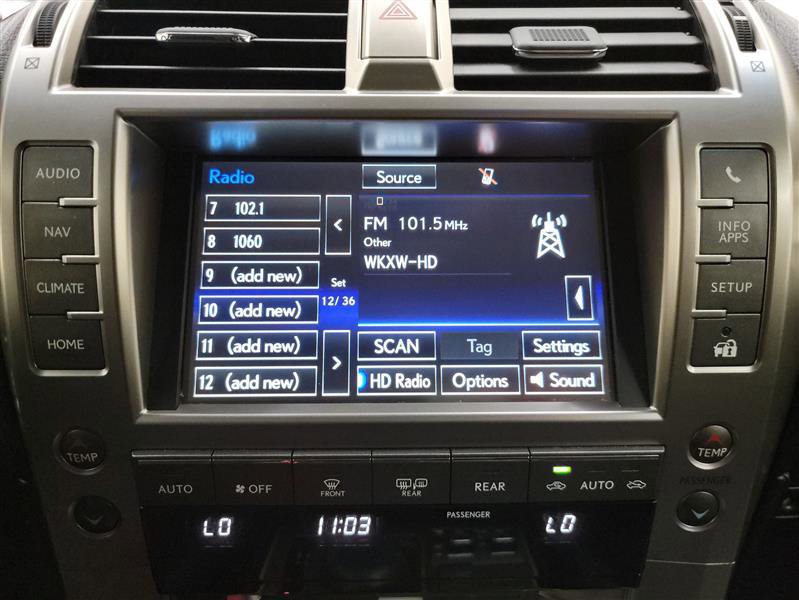 AUDIO
NAV
CLIMATE
HOME
Radio
Source
7 102.1
8 1060
9 (add new)
10 (add new)
11 (add new)
12 (add new)
<
Set
12/36
>
FM 101.5 MHz
Other
WKXW-HD
SCAN
Tag
Settings
HD Radio
Options
Sound
INFO
APPS
SETUP
TEMP
AUTO
OFF
FRONT
REAR
REAR
AUTO
TEMP
PASSENGER
PASSENGER
LO
11:03
LO